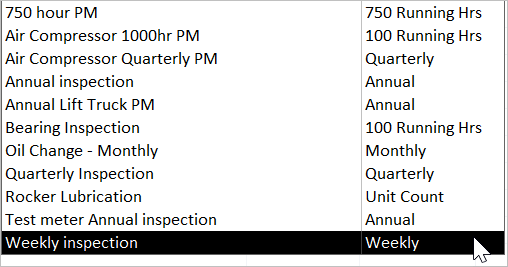 750 hour PM 750 Running Hrs
Air Compressor 1000hr PM 100 Running Hrs
Air Compressor Quarterly PM Quarterly
Annual inspection Annual
Annual Lift Truck PM Annual
Bearing Inspection 100 Running Hrs
Oil Change - Monthly Monthly
Quarterly Inspection Quarterly
Rocker Lubrication Unit Count
Test meter Annual inspection Annual
Weekly inspection Weekly